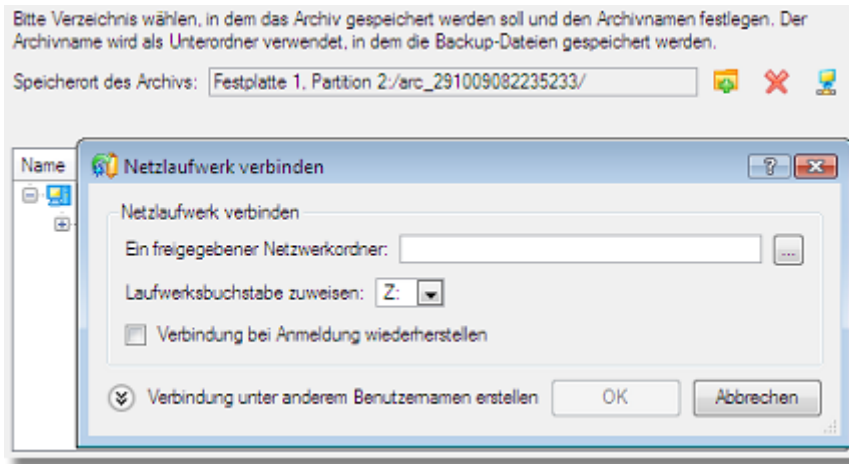 Bitte Verzeichnis wählen, in dem das Archiv gespeichert werden soll und den Archivnamen festlegen. Der
Archivname wird als Unterordner verwendet, in dem die Backup-Dateien gespeichert werden.
Speicherort des Archivs: Festplatte 1, Partition 2:/arc_291009082235233/
Name
Netzlaufwerk verbinden
Netzlaufwerk verbinden
Ein freigegebener Netzwerkordner: ...
Laufwerksbuchstabe zuweisen: Z:
Verbindung bei Anmeldung wiederherstellen
Verbindung unter anderem Benutzernamen erstellen OK Abbrechen